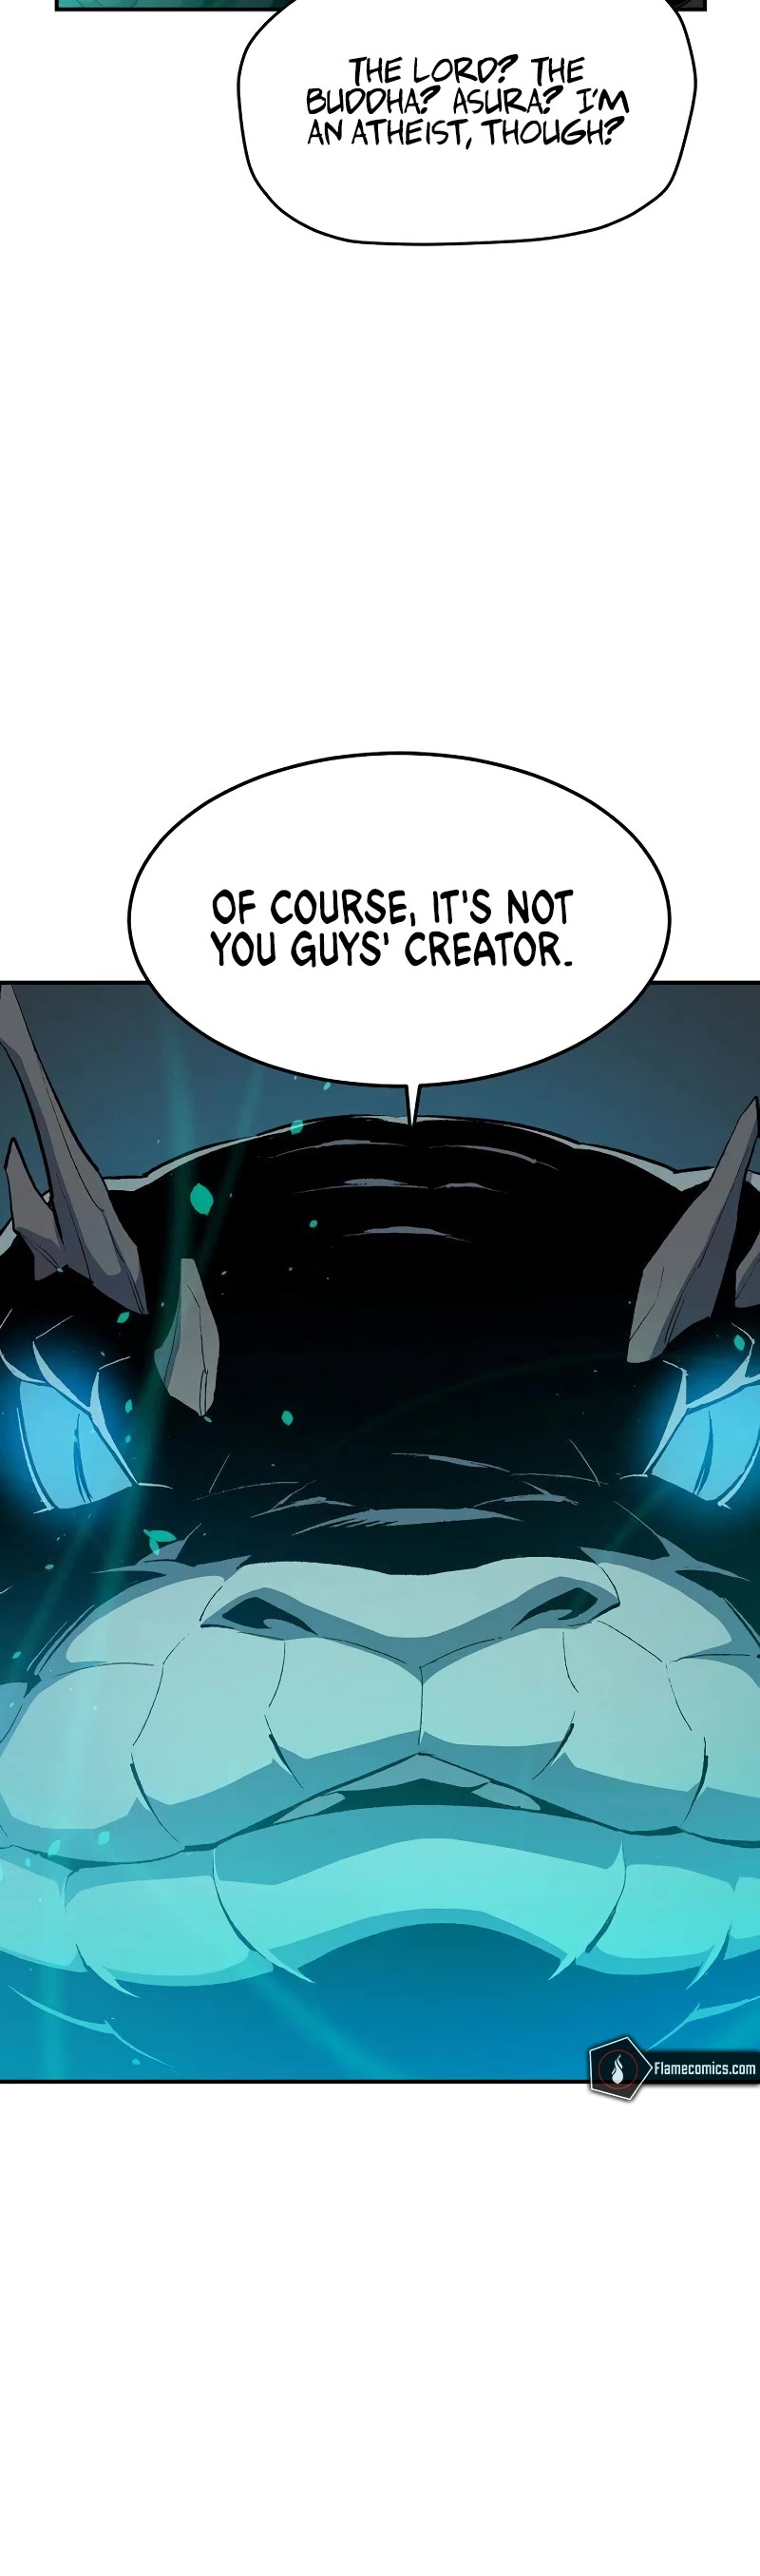 THE LORD? THE
BUDDHA? ASURA? I'M
AN ATHEIST, THOUGH?
OF COURSE, IT'S NOT
YOU GUYS' CREATOR.
Flamecomics.com